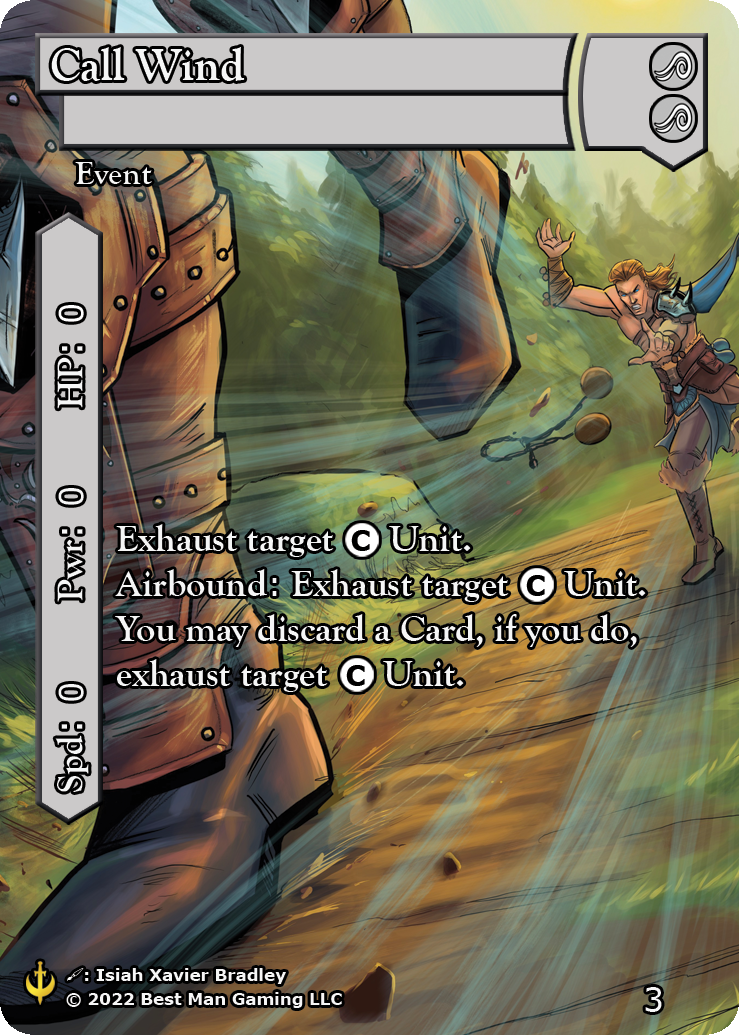 Call Wind
Event
HP: 0
Pwr: 0
Spd: 0
Exhaust target C Unit.
Airbound: Exhaust target C Unit.
You may discard a Card, if you do,
exhaust target C Unit.
: Isiah Xavier Bradley
© 2022 Best Man Gaming LLC
3